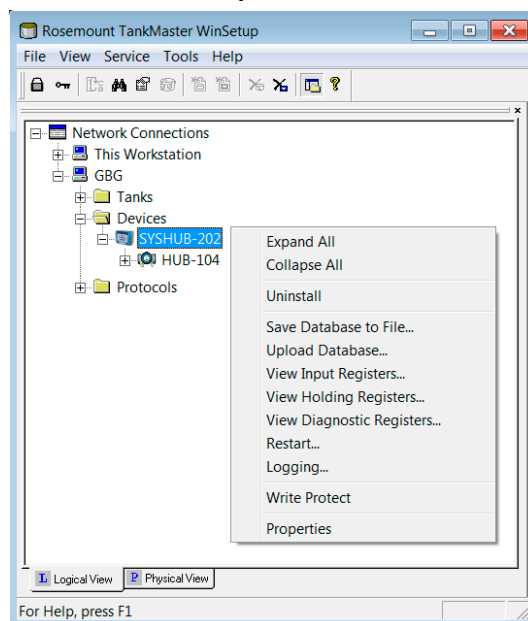 Rosemount TankMaster WinSetup
File View Service Tools Help
Network Connections
This Workstation
GBG
Tanks
Devices
SYSHUB-202
HUB-104
Protocols
Expand All
Collapse All
Uninstall
Save Database to File...
Upload Database...
View Input Registers...
View Holding Registers...
View Diagnostic Registers...
Restart...
Logging...
Write Protect
Properties
L Logical View P Physical View
For Help, press F1